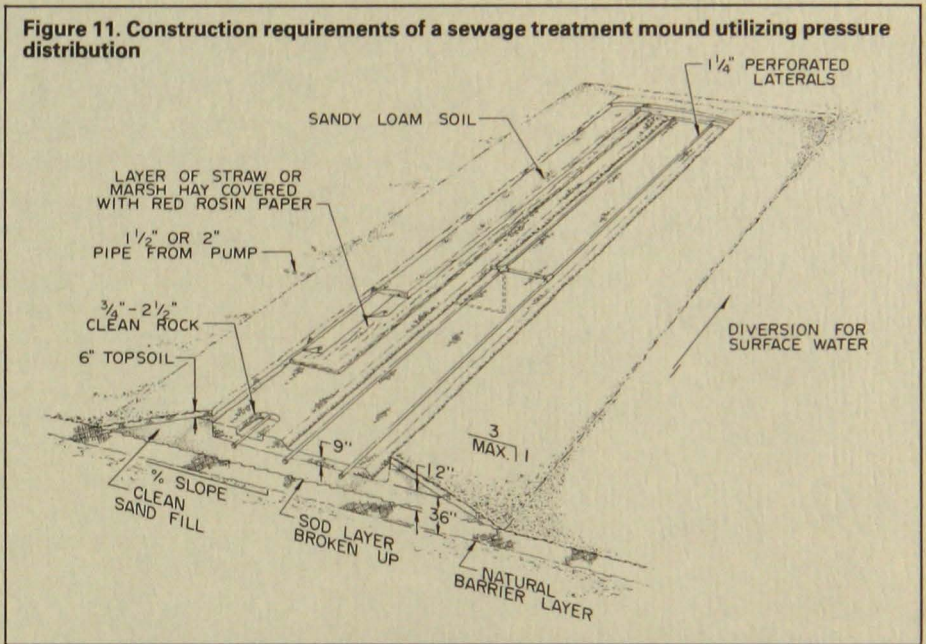 Figure 11. Construction requirements of a sewage treatment mound utilizing pressure
distribution
1¼" PERFORATED
LATERALS
SANDY LOAM SOIL
LAYER OF STRAW OR
MARSH HAY COVERED
WITH RED ROSIN PAPER
1½" OR 2"
PIPE FROM PUMP
¾"-2½"
CLEAN ROCK
6" TOPSOIL
DIVERSION FOR
SURFACE WATER
3
MAX. 1
9"
12"
36"
% SLOPE
CLEAN
SAND FILL
SOD LAYER
BROKEN UP
NATURAL
BARRIER LAYER